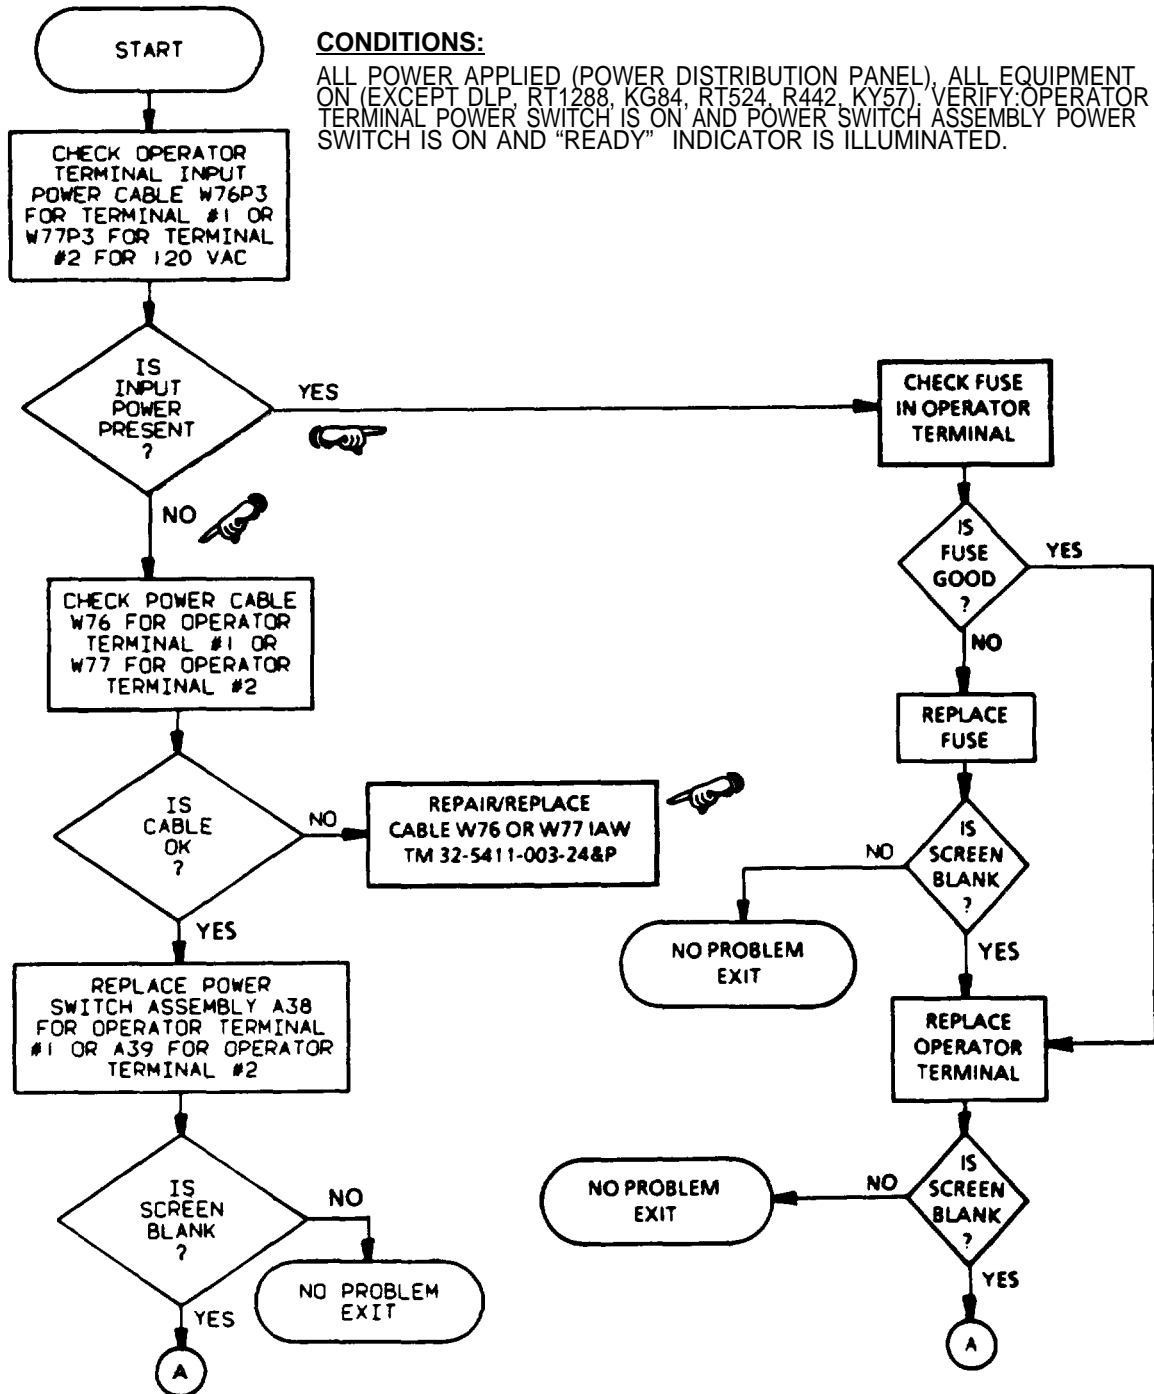 START
CONDITIONS:
ALL POWER APPLIED (POWER DISTRIBUTION PANEL), ALL EQUIPMENT
ON (EXCEPT DLP, RT1288, KG84, RT524, R442, KY57). VERIFY:OPERATOR
TERMINAL POWER SWITCH IS ON AND POWER SWITCH ASSEMBLY POWER
SWITCH IS ON AND “READY” INDICATOR IS ILLUMINATED.
CHECK OPERATOR
TERMINAL INPUT
POWER CABLE W76P3
FOR TERMINAL #1 OR
W77P3 FOR TERMINAL
#2 FOR 120 VAC
IS
INPUT
POWER
PRESENT
?
YES
NO
CHECK POWER CABLE
W76 FOR OPERATOR
TERMINAL #1 OR
W77 FOR OPERATOR
TERMINAL #2
IS
CABLE
OK
?
NO
REPAIR/REPLACE
CABLE W76 OR W77 IAW
TM 32-5411-003-24&P
YES
REPLACE POWER
SWITCH ASSEMBLY A38
FOR OPERATOR TERMINAL
#1 OR A39 FOR OPERATOR
TERMINAL #2
IS
SCREEN
BLANK
?
NO
NO PROBLEM
EXIT
YES
A
CHECK FUSE
IN OPERATOR
TERMINAL
IS
FUSE
GOOD
?
YES
NO
REPLACE
FUSE
IS
SCREEN
BLANK
?
NO
NO PROBLEM
EXIT
YES
REPLACE
OPERATOR
TERMINAL
IS
SCREEN
BLANK
?
NO
NO PROBLEM
EXIT
YES
A